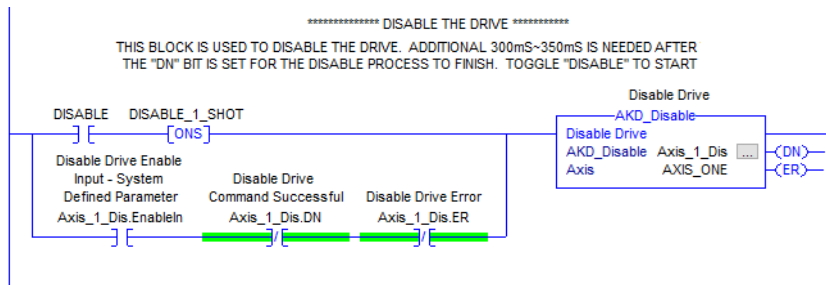 ************** DISABLE THE DRIVE ***********
THIS BLOCK IS USED TO DISABLE THE DRIVE.  ADDITIONAL 300mS~350mS IS NEEDED AFTER
THE "DN" BIT IS SET FOR THE DISABLE PROCESS TO FINISH.  TOGGLE "DISABLE" TO START
DISABLE
DISABLE_1_SHOT
ONS
Disable Drive Enable
Input - System
Defined Parameter
Axis_1_Dis.EnableIn
Disable Drive
Command Successful
Axis_1_Dis.DN
Disable Drive Error
Axis_1_Dis.ER
Disable Drive
AKD_Disable
Disable Drive
AKD_Disable Axis_1_Dis ...
Axis AXIS_ONE
DN
ER